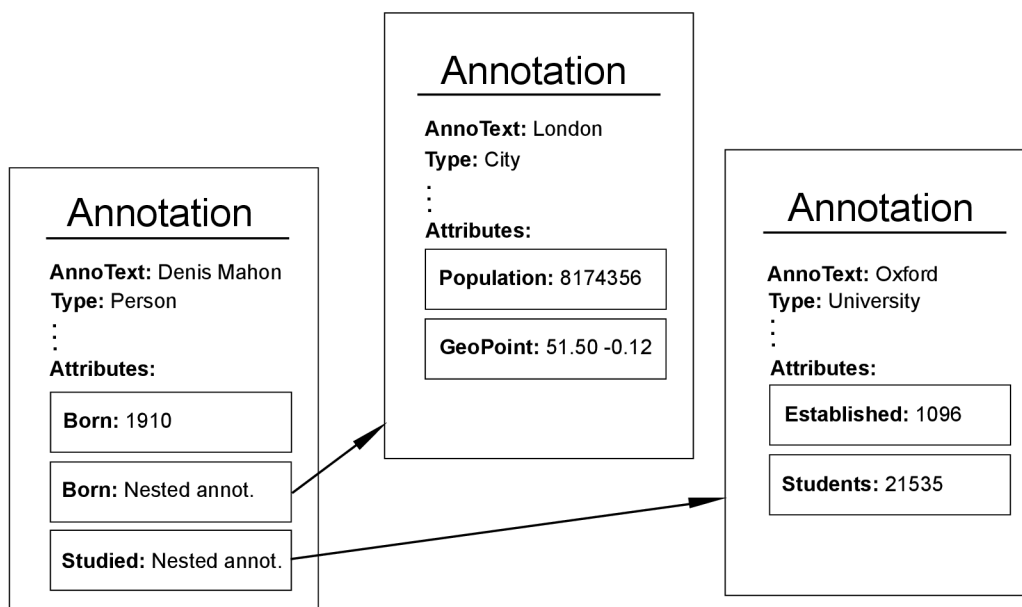 Annotation
AnnoText: Denis Mahon
Type: Person
Attributes:
Born: 1910
Born: Nested annot.
Studied: Nested annot.
Annotation
AnnoText: London
Type: City
Attributes:
Population: 8174356
GeoPoint: 51.50 -0.12
Annotation
AnnoText: Oxford
Type: University
Attributes:
Established: 1096
Students: 21535